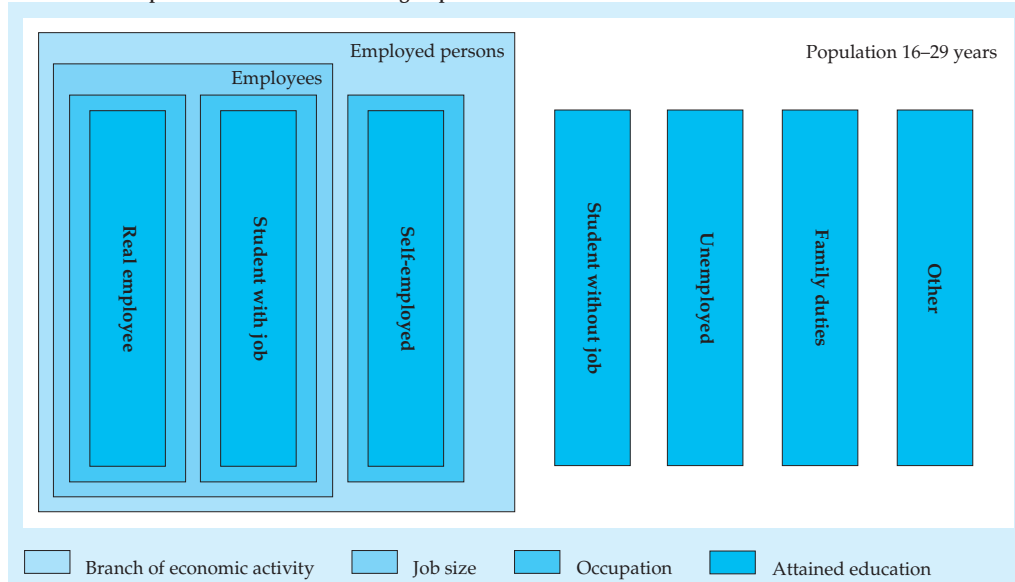 Employed persons
Population 16–29 years
Employees
Real employee
Student with job
Self-employed
Student without job
Unemployed
Family duties
Other
Branch of economic activity
Job size
Occupation
Attained education